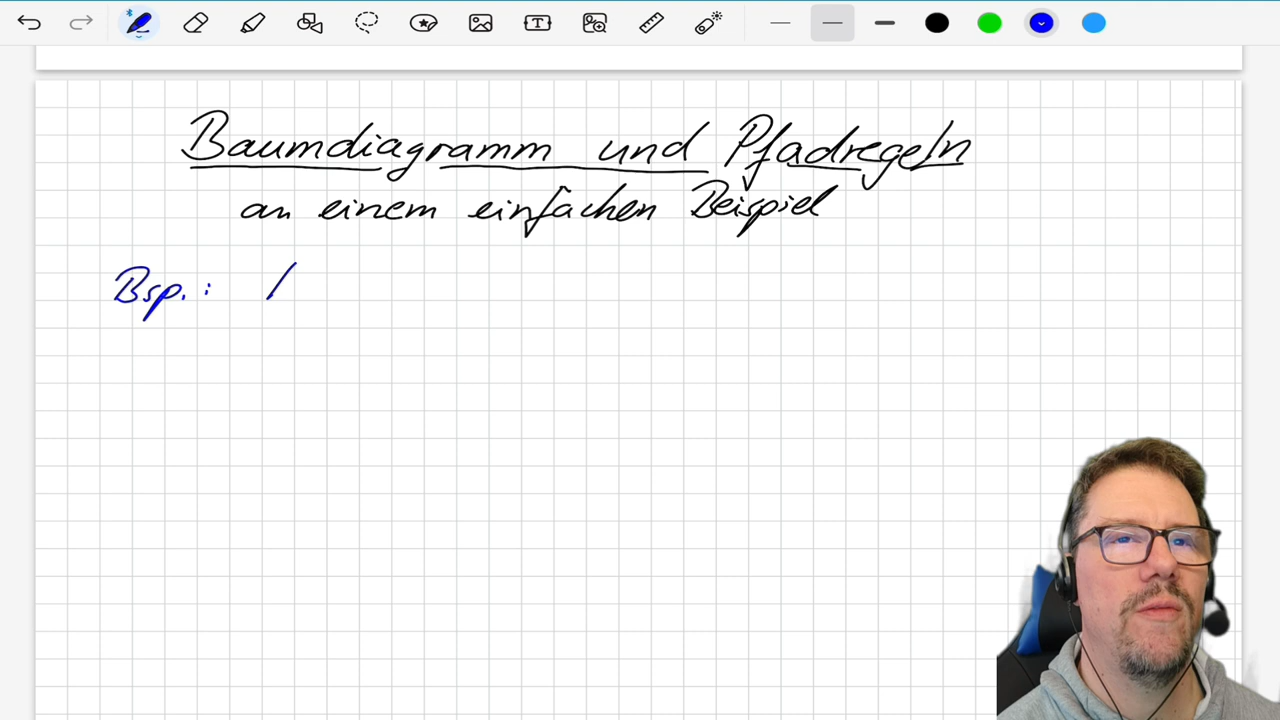 Baumdiagramm und Pfadregeln
an einem einfachen Beispiel
Bsp.: